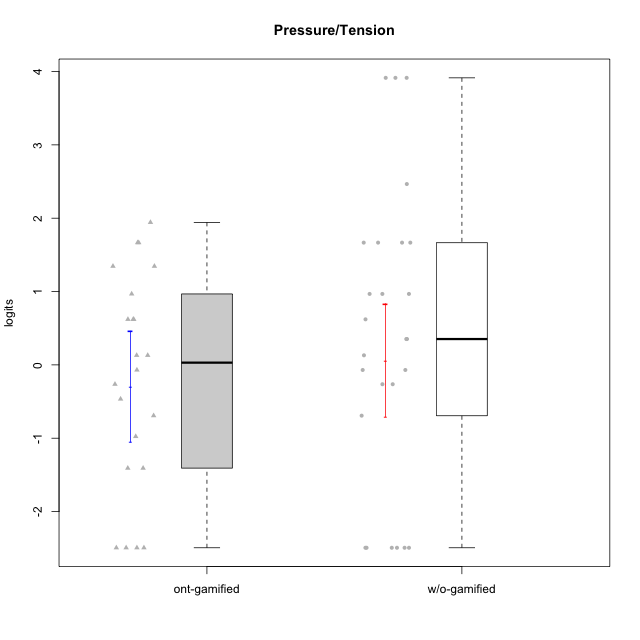 Pressure/Tension
logits
4
3
2
1
0
-1
-2
ont-gamified
w/o-gamified